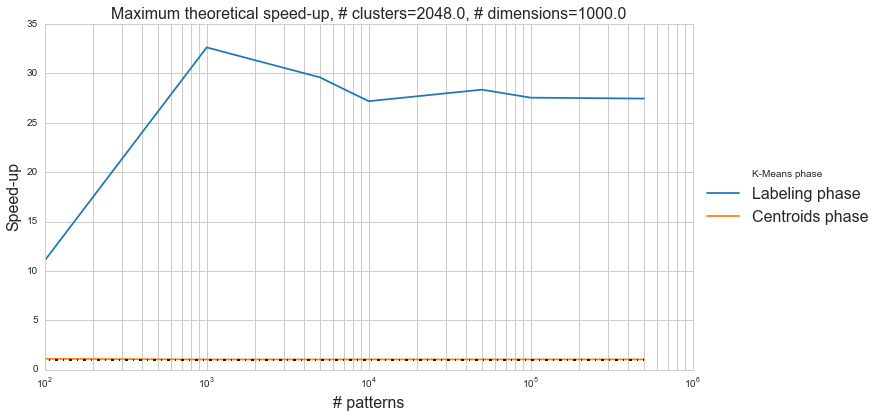 Maximum theoretical speed-up, # clusters=2048.0, # dimensions=1000.0
35
30
25
20
15
10
5
0
Speed-up
10^2
10^3
10^4
10^5
10^6
# patterns
K-Means phase
Labeling phase
Centroids phase